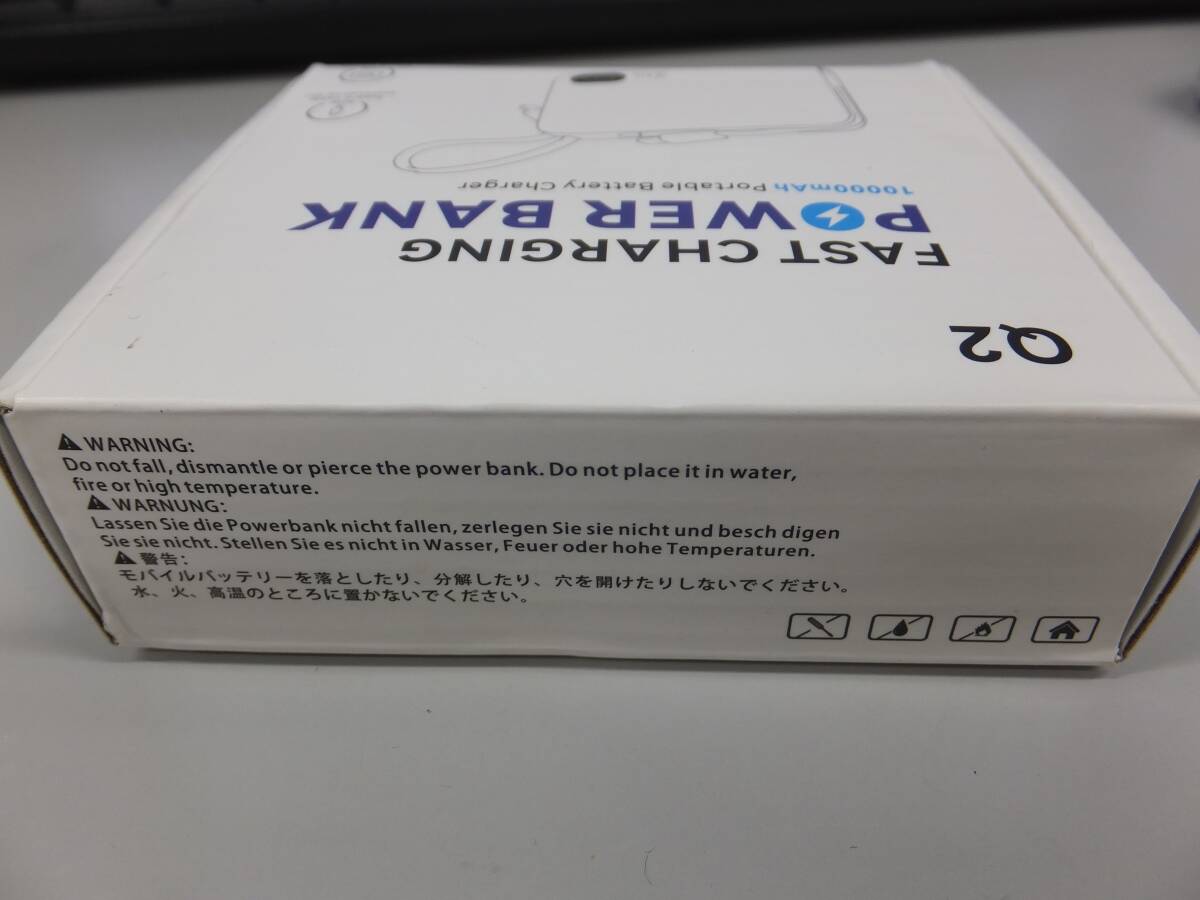 Q2
FAST CHARGING
POWER BANK
10000mAh Portable Battery Charger
WARNING:
Do not fall, dismantle or pierce the power bank. Do not place it in water,
fire or high temperature.
WARNUNG:
Lassen Sie die Powerbank nicht fallen, zerlegen Sie sie nicht und besch digen
Sie sie nicht. Stellen Sie es nicht in Wasser, Feuer oder hohe Temperaturen.
警告:
モバイルバッテリーを落としたり、分解したり、穴を開けたりしないでください。
水、火、高温のところに置かないでください。